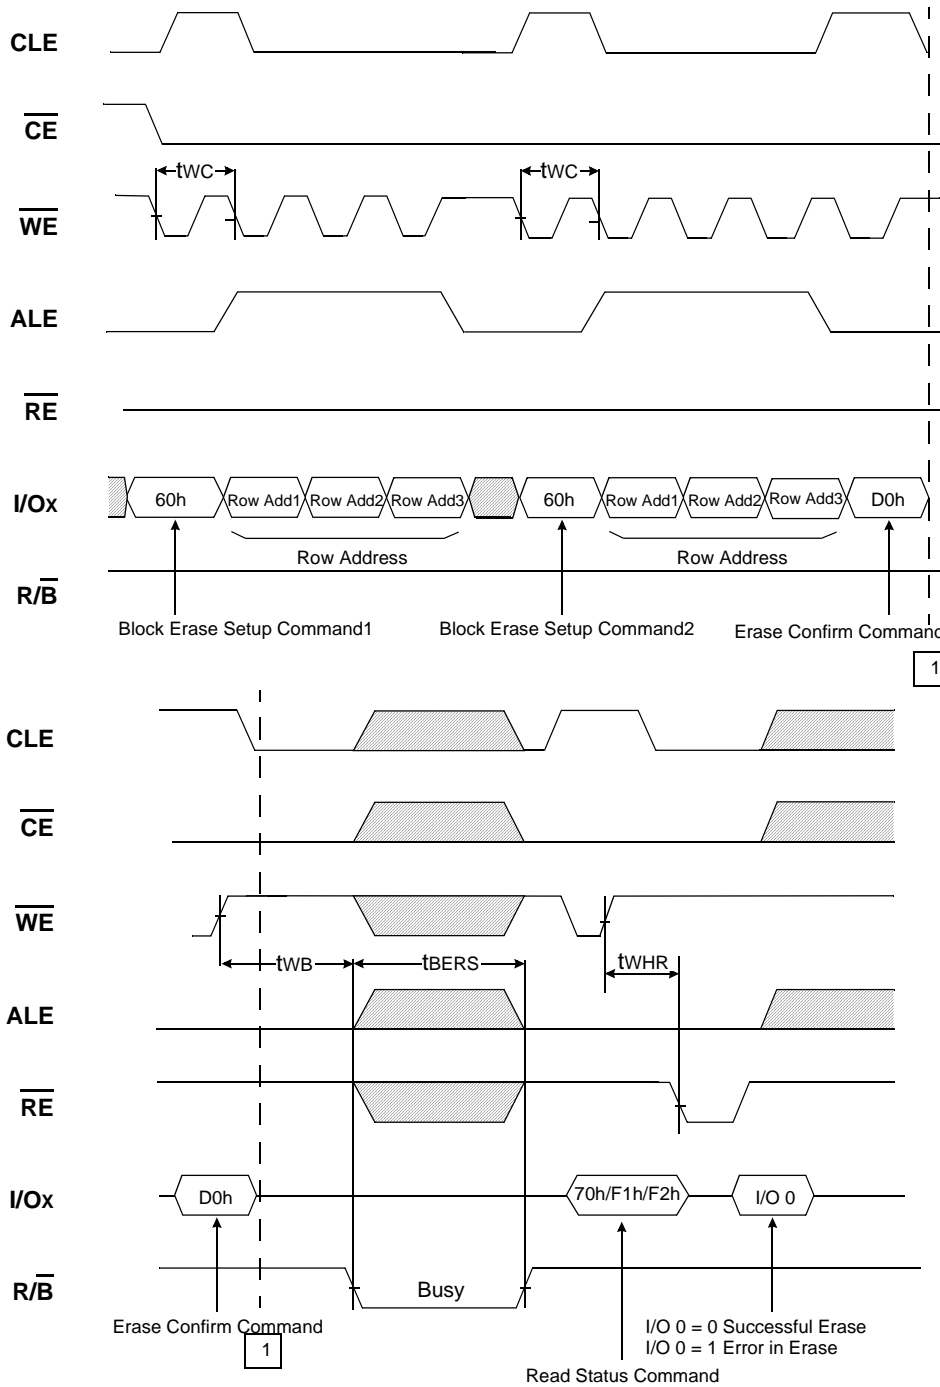 CLE
CE
tWC tWC
WE
ALE
RE
I/Ox 60h Row Add1 Row Add2 Row Add3 60h Row Add1 Row Add2 Row Add3 D0h
Row Address Row Address
R/B
Block Erase Setup Command1 Block Erase Setup Command2 Erase Confirm Command
1
CLE
CE
WE
tWB tBERS tWHR
ALE
RE
I/Ox D0h 70h/F1h/F2h I/O 0
R/B Busy
Erase Confirm Command I/O 0 = 0 Successful Erase
1 I/O 0 = 1 Error in Erase
Read Status Command